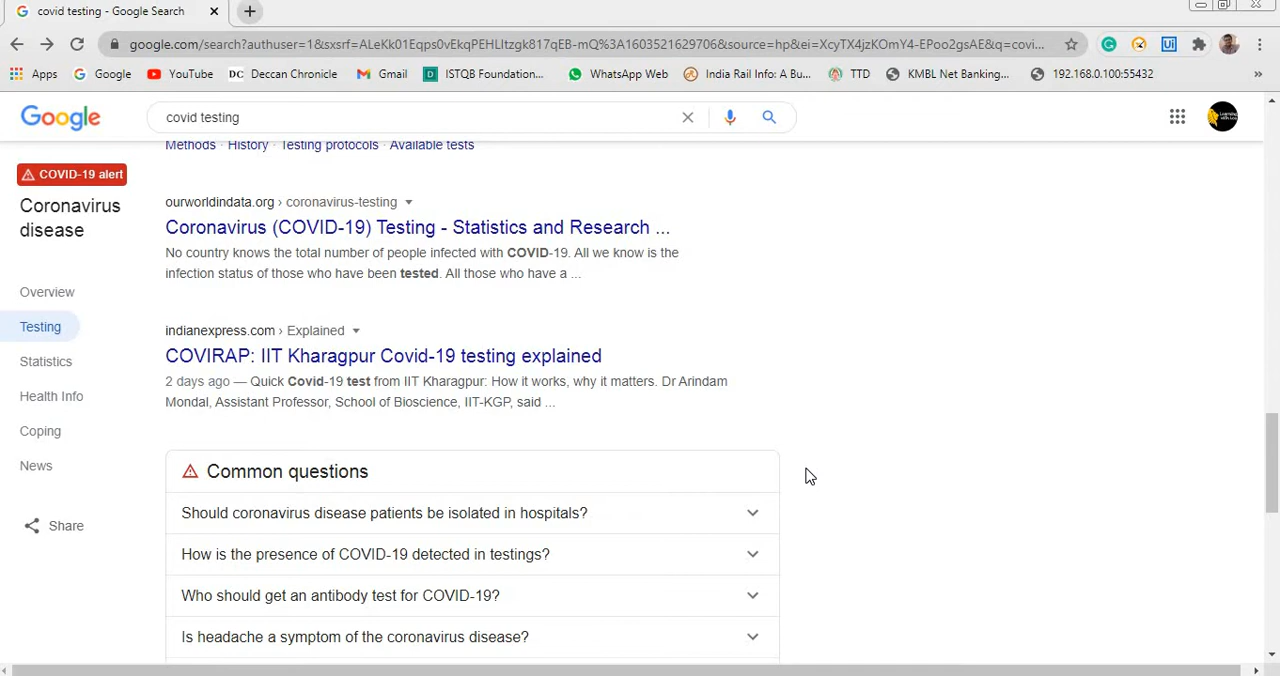 covid testing - Google Search
google.com/search?authuser=1&sxsrf=ALeKk01Eqps0vEkqPEHLItzgk817qEB-mQ%3A1603521629706&source=hp&ei=XcyTX4jzKOmY4-EPoo2gsAE&q=covi...
Apps Google YouTube DC Deccan Chronicle Gmail ISTQB Foundation... WhatsApp Web India Rail Info: A Bu... TTD KMBL Net Banking... 192.168.0.100:55432 »
Google covid testing
Methods · History · Testing protocols · Available tests
COVID-19 alert
Coronavirus
disease
Overview
Testing
Statistics
Health Info
Coping
News
Share
ourworldindata.org › coronavirus-testing
Coronavirus (COVID-19) Testing - Statistics and Research ...
No country knows the total number of people infected with COVID-19. All we know is the
infection status of those who have been tested. All those who have a ...
indianexpress.com › Explained
COVIRAP: IIT Kharagpur Covid-19 testing explained
2 days ago — Quick Covid-19 test from IIT Kharagpur: How it works, why it matters. Dr Arindam
Mondal, Assistant Professor, School of Bioscience, IIT-KGP, said ...
Common questions
Should coronavirus disease patients be isolated in hospitals?
How is the presence of COVID-19 detected in testings?
Who should get an antibody test for COVID-19?
Is headache a symptom of the coronavirus disease?